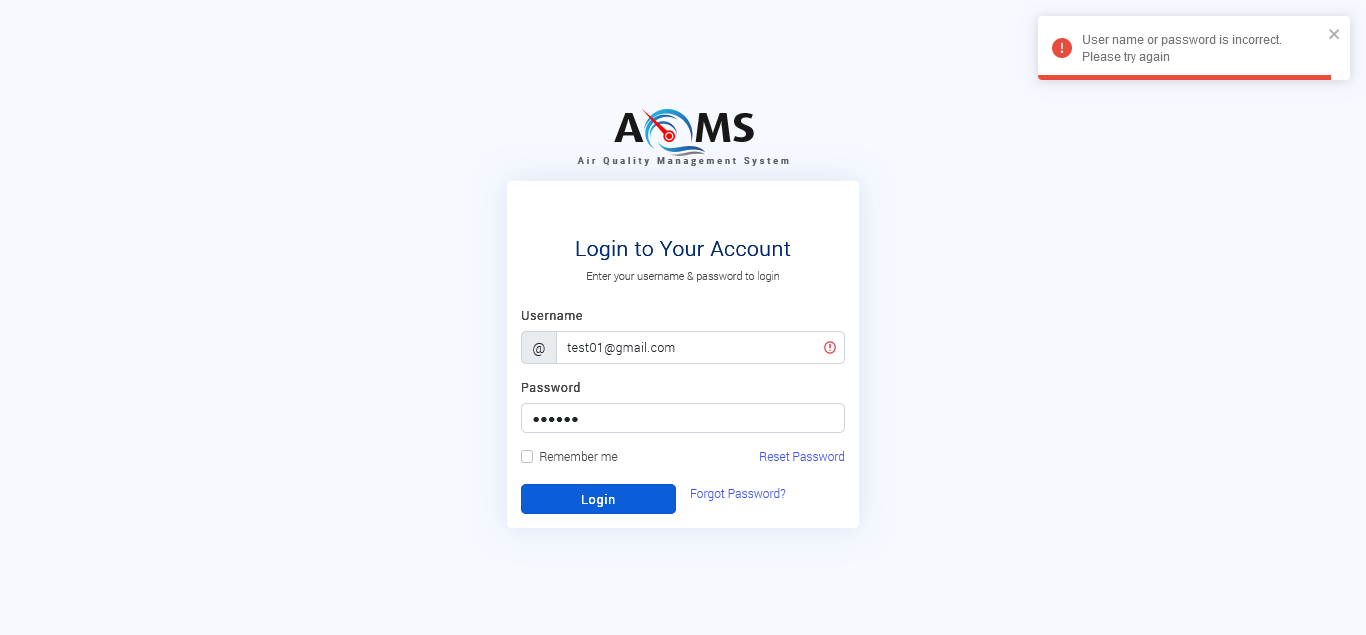 User name or password is incorrect.
Please try again
AQMS
Air Quality Management System
Login to Your Account
Enter your username & password to login
Username
@ test01@gmail.com
Password
Remember me
Reset Password
Login
Forgot Password?